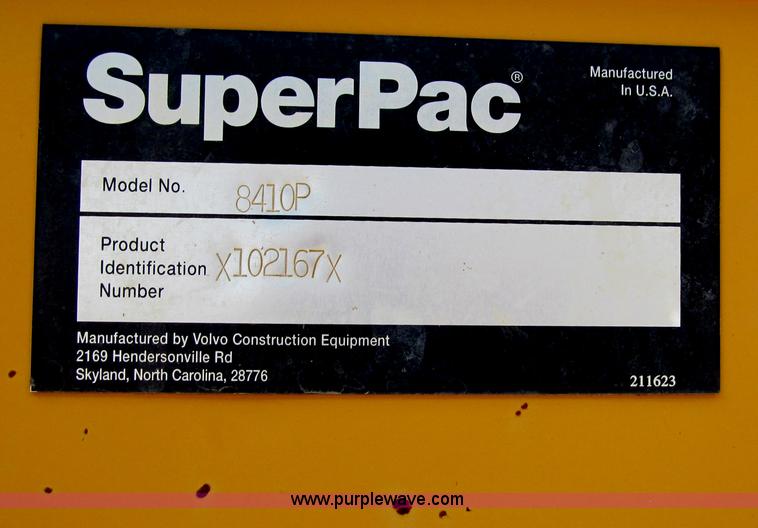 SuperPac®
Manufactured
In U.S.A.
Model No. 8410P
Product
Identification X102167X
Number
Manufactured by Volvo Construction Equipment
2169 Hendersonville Rd
Skyland, North Carolina, 28776
211623
www.purplewave.com